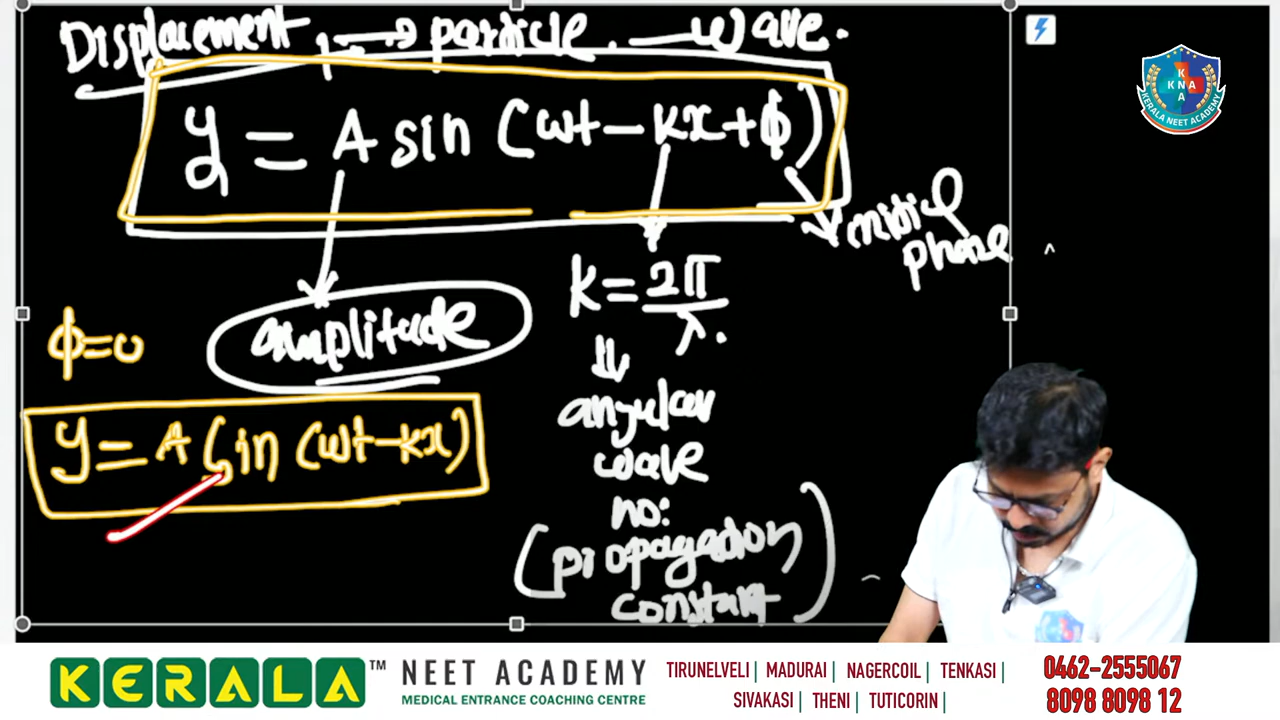 Displacement → particle. — wave.
y = A sin (ωt − kx + ϕ)
initial
phase
k = 2π/λ.
amplitude
ϕ = 0
y = A sin (ωt − kx)
angular
wave
no:
(propagation
constant)
KERALA NEET ACADEMY
K
KNA
A
KERALA™
NEET ACADEMY
MEDICAL ENTRANCE COACHING CENTRE
TIRUNELVELI | MADURAI | NAGERCOIL | TENKASI |
SIVAKASI | THENI | TUTICORIN |
0462-2555067
8098 8098 12